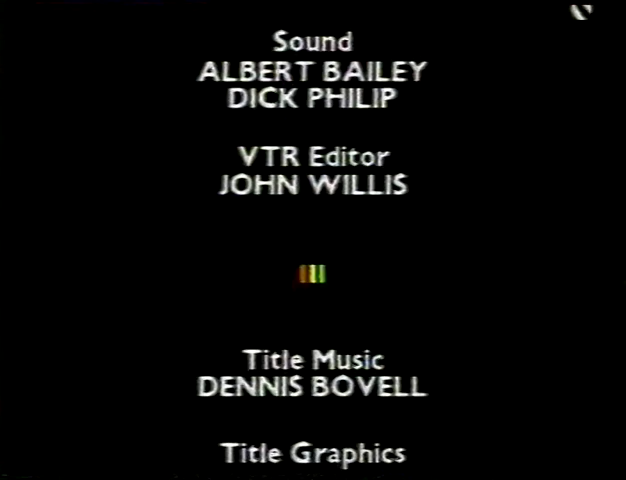 Sound
ALBERT BAILEY
DICK PHILIP
VTR Editor
JOHN WILLIS
Title Music
DENNIS BOVELL
Title Graphics